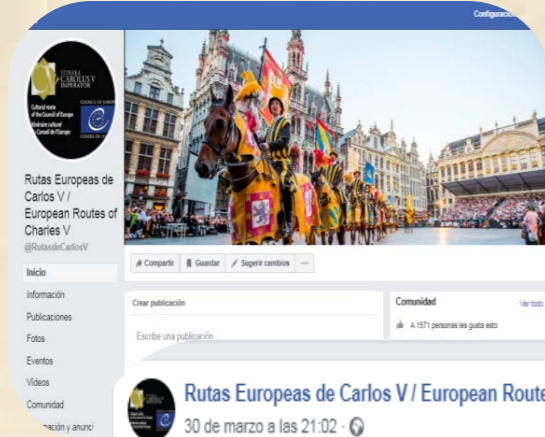 Configuración
ITINERA
CAROLUS V
IMPERATOR
Cultural route
of the Council of Europe
Itinéraire culturel
du Conseil de l'Europe
COUNCIL OF EUROPE
CONSEIL DE L'EUROPE
Rutas Europeas de
Carlos V /
European Routes of
Charles V
@RutasdeCarlosV
Compartir Guardar Sugerir cambios ...
Inicio
Información
Publicaciones
Fotos
Eventos
Vídeos
Comunidad
mación y anunci
Crear publicación
Escribe una publicación
Comunidad Ver todo
A 1571 personas les gusta esto
Rutas Europeas de Carlos V / European Route
30 de marzo a las 21:02 ·